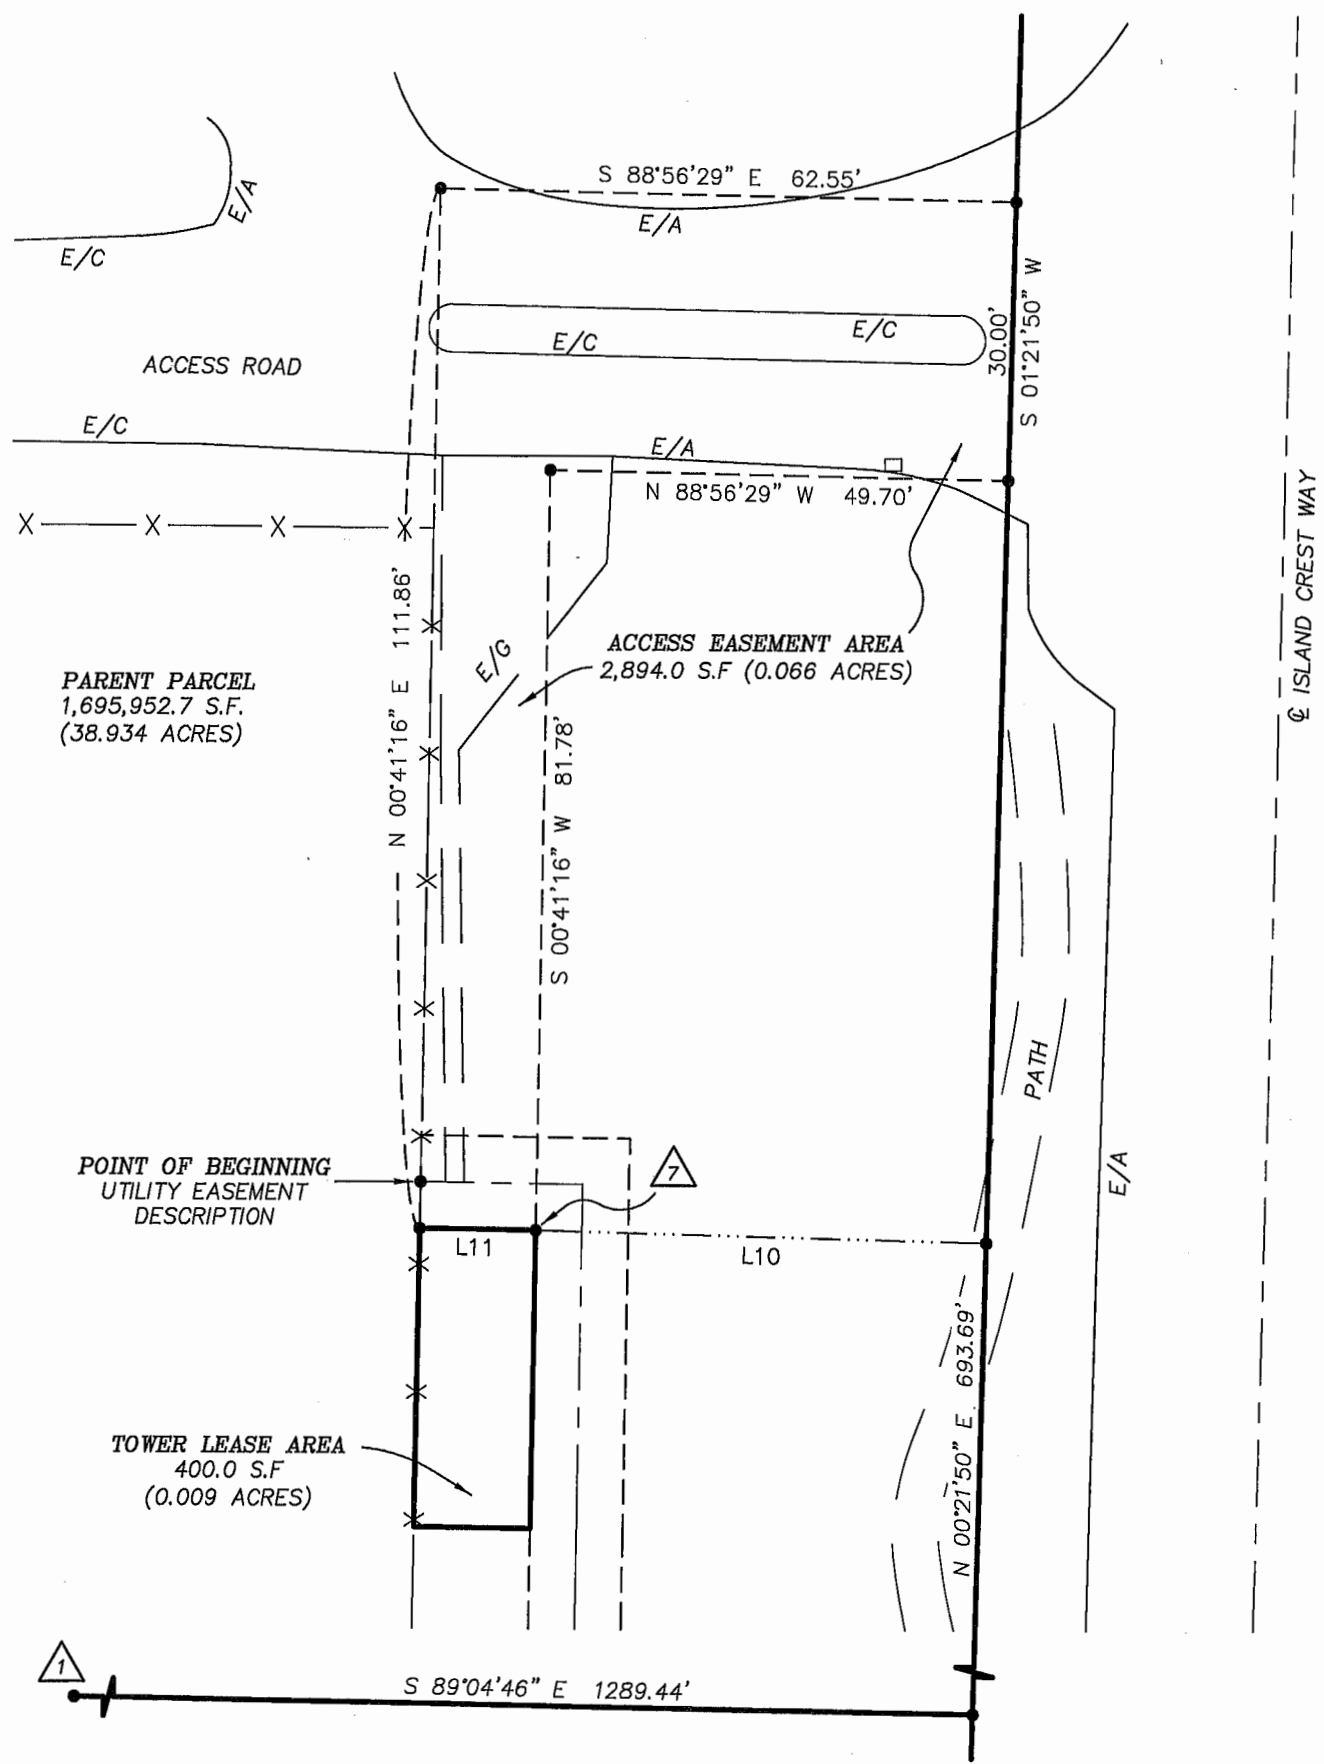 S 88°56'29" E 62.55'
E/A
E/A
E/C
S 01°21'50" W
30.00'
E/C
E/C
ACCESS ROAD
E/C
E/A
N 88°56'29" W 49.70'
X X X X
℄ ISLAND CREST WAY
N 00°41'16" E 111.86'
E/G
ACCESS EASEMENT AREA
2,894.0 S.F (0.066 ACRES)
PARENT PARCEL
1,695,952.7 S.F.
(38.934 ACRES)
S 00°41'16" W 81.78'
PATH
E/A
POINT OF BEGINNING
UTILITY EASEMENT
DESCRIPTION
7
L11
L10
N 00°21'50" E 693.69'
TOWER LEASE AREA
400.0 S.F
(0.009 ACRES)
1
S 89°04'46" E 1289.44'